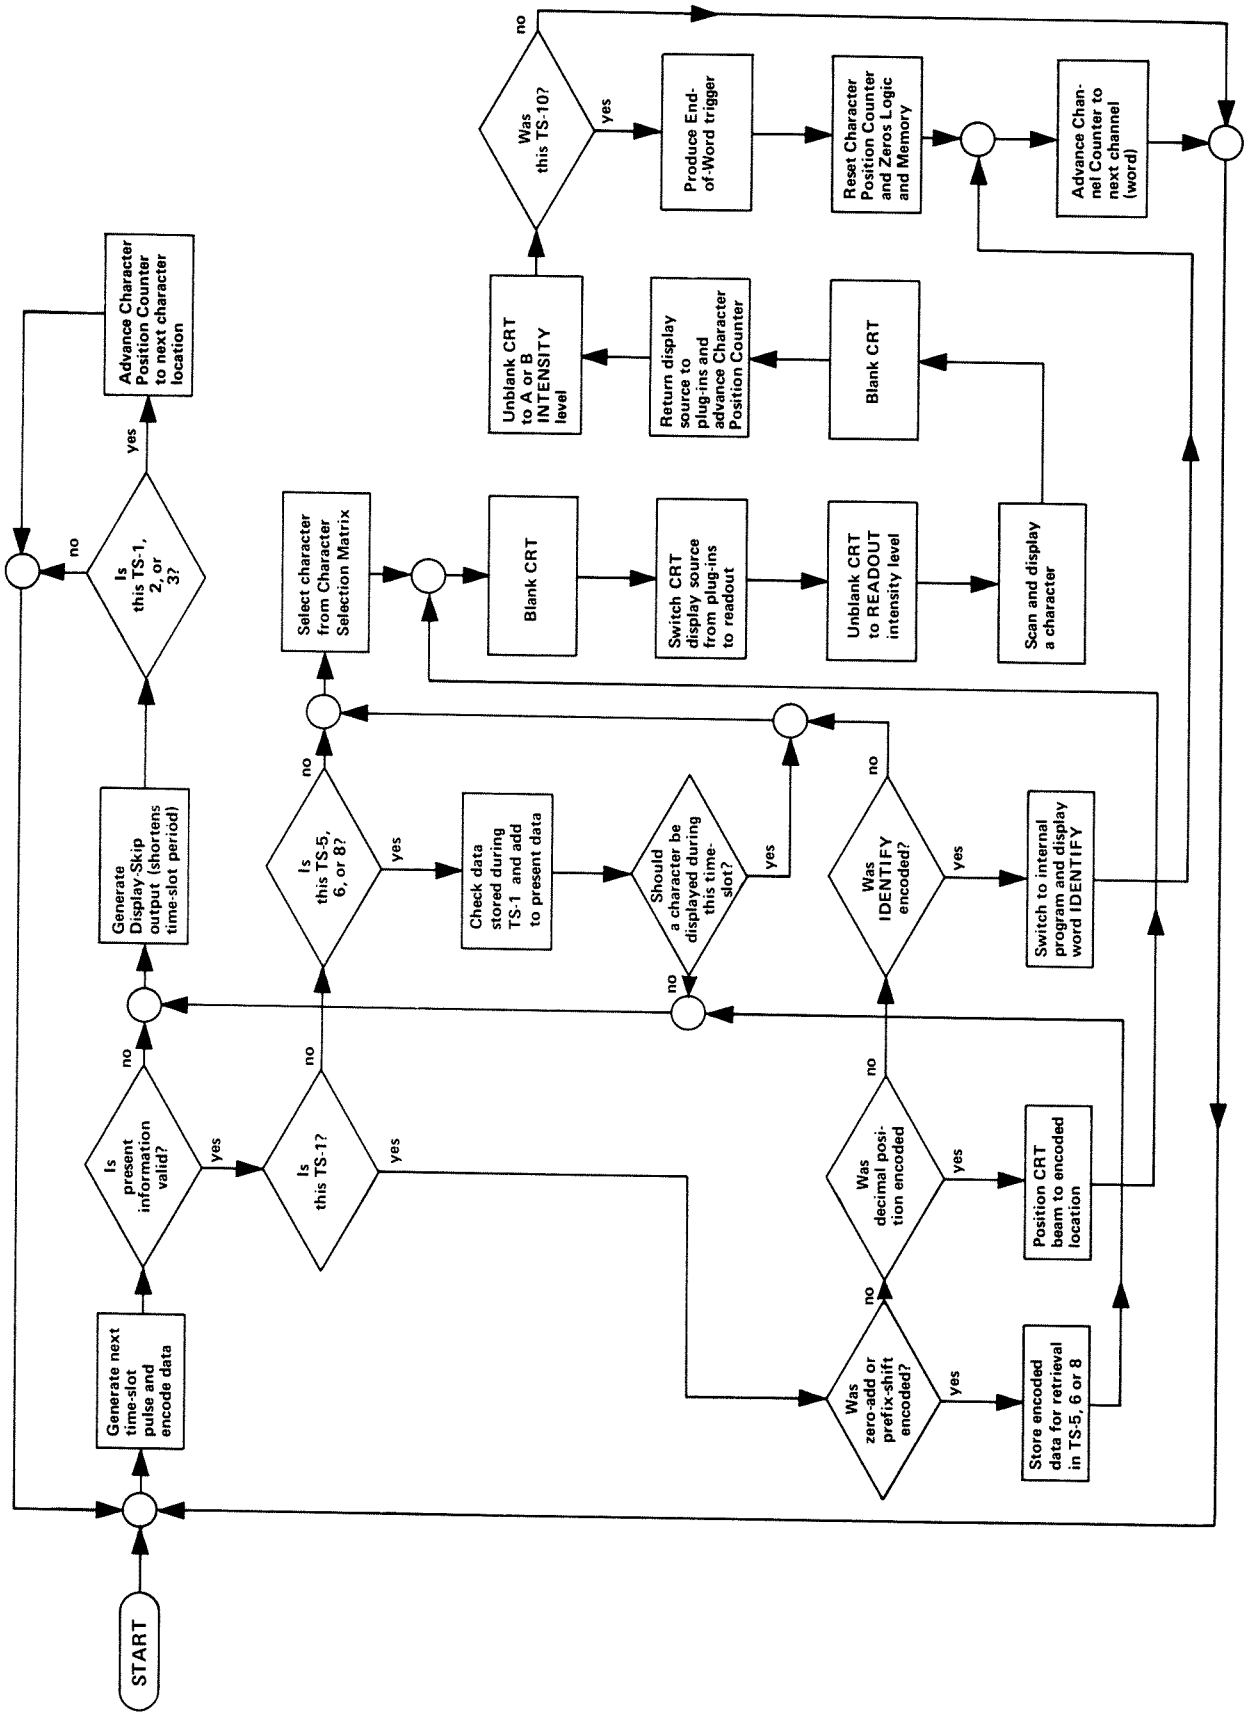 START
Generate next
time-slot
pulse and
encode data
Is
present
information
valid?
no
yes
Generate
Display-Skip
output (shortens
time-slot period)
Is
this TS-1,
2, or
3?
no
yes
Advance Character
Position Counter
to next character
location
Is
this TS-1?
no
yes
Is
this TS-5,
6, or 8?
no
yes
Select character
from Character
Selection Matrix
Check data
stored during
TS-1 and add
to present data
Should
a character be
displayed during
this time-
slot?
no
yes
Was
zero-add or
prefix-shift
encoded?
no
yes
Store encoded
data for retrieval
in TS-5, 6 or 8
Was
decimal posi-
tion encoded
no
yes
Position CRT
beam to encoded
location
Was
IDENTIFY
encoded?
no
yes
Switch to internal
program and display
word IDENTIFY
Blank CRT
Switch CRT
display source
from plug-ins
to readout
Unblank CRT
to READOUT
intensity level
Scan and display
a character
Blank CRT
Return display
source to
plug-ins and
advance Character
Position Counter
Unblank CRT
to A or B
INTENSITY
level
Was
this TS-10?
no
yes
Produce End-
of-Word trigger
Reset Character
Position Counter
and Zeros Logic
and Memory
Advance Chan-
nel Counter to
next channel
(word)